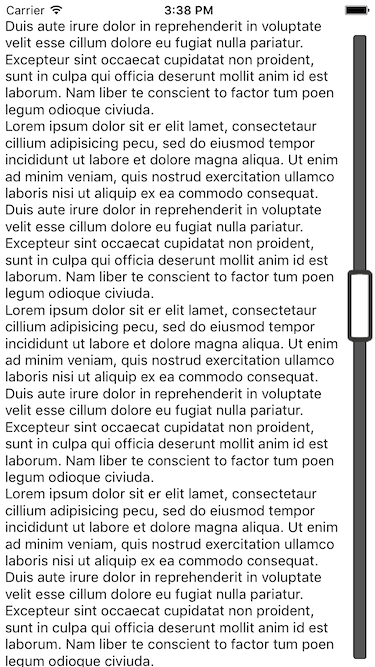 Carrier 3:38 PM
Duis aute irure dolor in reprehenderit in voluptate
velit esse cillum dolore eu fugiat nulla pariatur.
Excepteur sint occaecat cupidatat non proident,
sunt in culpa qui officia deserunt mollit anim id est
laborum. Nam liber te conscient to factor tum poen
legum odioque civiuda.
Lorem ipsum dolor sit er elit lamet, consectetaur
cillium adipisicing pecu, sed do eiusmod tempor
incididunt ut labore et dolore magna aliqua. Ut enim
ad minim veniam, quis nostrud exercitation ullamco
laboris nisi ut aliquip ex ea commodo consequat.
Duis aute irure dolor in reprehenderit in voluptate
velit esse cillum dolore eu fugiat nulla pariatur.
Excepteur sint occaecat cupidatat non proident,
sunt in culpa qui officia deserunt mollit anim id est
laborum. Nam liber te conscient to factor tum poen
legum odioque civiuda.
Lorem ipsum dolor sit er elit lamet, consectetaur
cillium adipisicing pecu, sed do eiusmod tempor
incididunt ut labore et dolore magna aliqua. Ut enim
ad minim veniam, quis nostrud exercitation ullamco
laboris nisi ut aliquip ex ea commodo consequat.
Duis aute irure dolor in reprehenderit in voluptate
velit esse cillum dolore eu fugiat nulla pariatur.
Excepteur sint occaecat cupidatat non proident,
sunt in culpa qui officia deserunt mollit anim id est
laborum. Nam liber te conscient to factor tum poen
legum odioque civiuda.
Lorem ipsum dolor sit er elit lamet, consectetaur
cillium adipisicing pecu, sed do eiusmod tempor
incididunt ut labore et dolore magna aliqua. Ut enim
ad minim veniam, quis nostrud exercitation ullamco
laboris nisi ut aliquip ex ea commodo consequat.
Duis aute irure dolor in reprehenderit in voluptate
velit esse cillum dolore eu fugiat nulla pariatur.
Excepteur sint occaecat cupidatat non proident,
sunt in culpa qui officia deserunt mollit anim id est
laborum. Nam liber te conscient to factor tum poen
legum odioque civiuda.